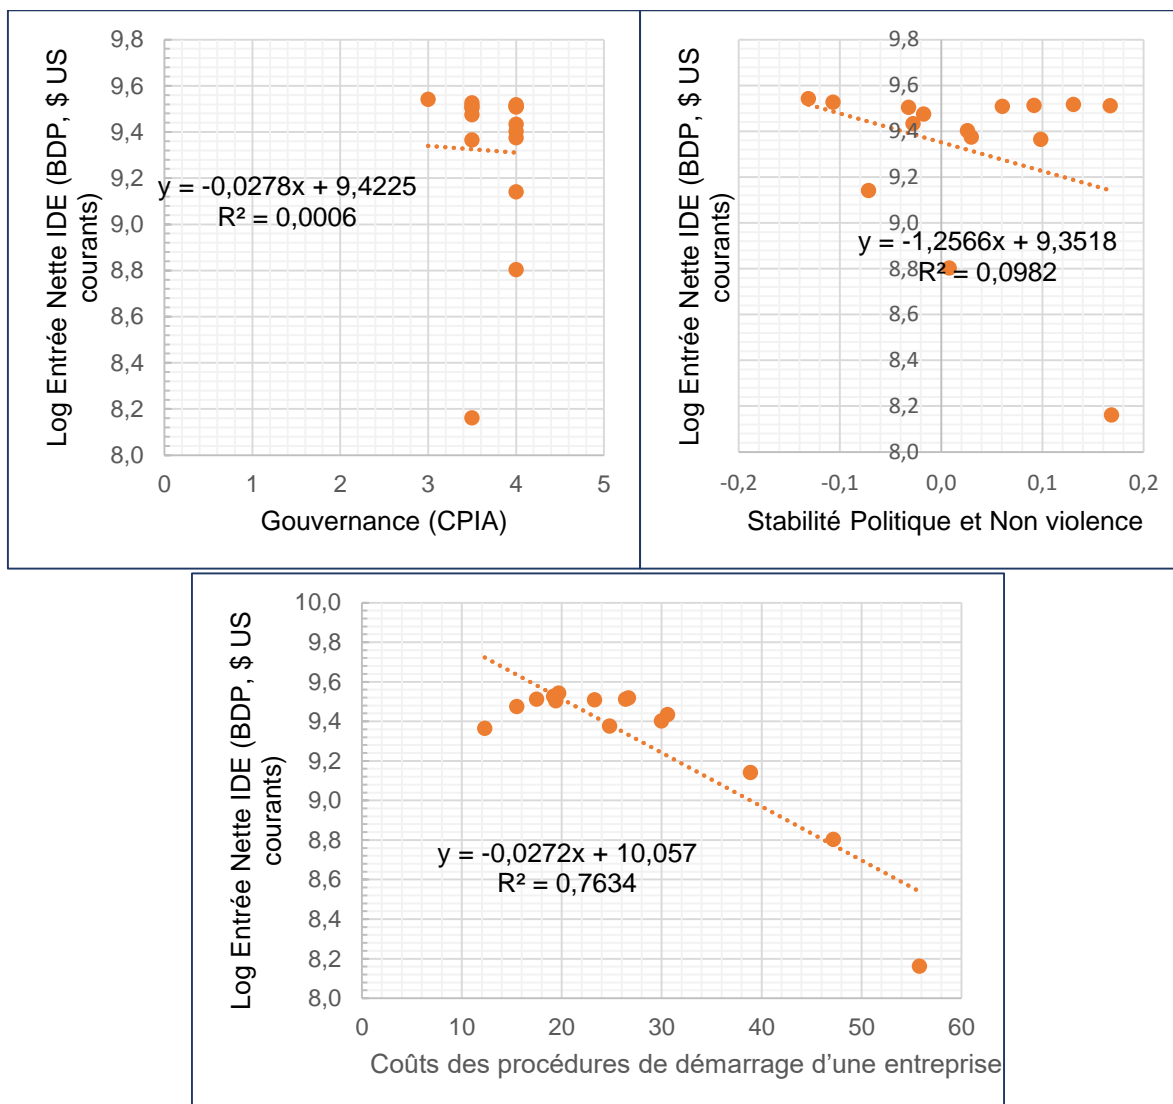 Log Entrée Nette IDE (BDP, $ US
courants)
9,8
9,6
9,4
9,2
9,0
8,8
8,6
8,4
8,2
8,0
y = -0,0278x + 9,4225
R² = 0,0006
0 1 2 3 4 5
Gouvernance (CPIA)
Log Entrée Nette IDE (BDP, $ US
courants)
9,8
9,6
9,4
9,2
9,0
8,8
8,6
8,4
8,2
8,0
y = -1,2566x + 9,3518
R² = 0,0982
-0,2 -0,1 0,0 0,1 0,2
Stabilité Politique et Non violence
Log Entrée Nette IDE (BDP, $ US
courants)
10,0
9,8
9,6
9,4
9,2
9,0
8,8
8,6
8,4
8,2
8,0
y = -0,0272x + 10,057
R² = 0,7634
0 10 20 30 40 50 60
Coûts des procédures de démarrage d’une entreprise